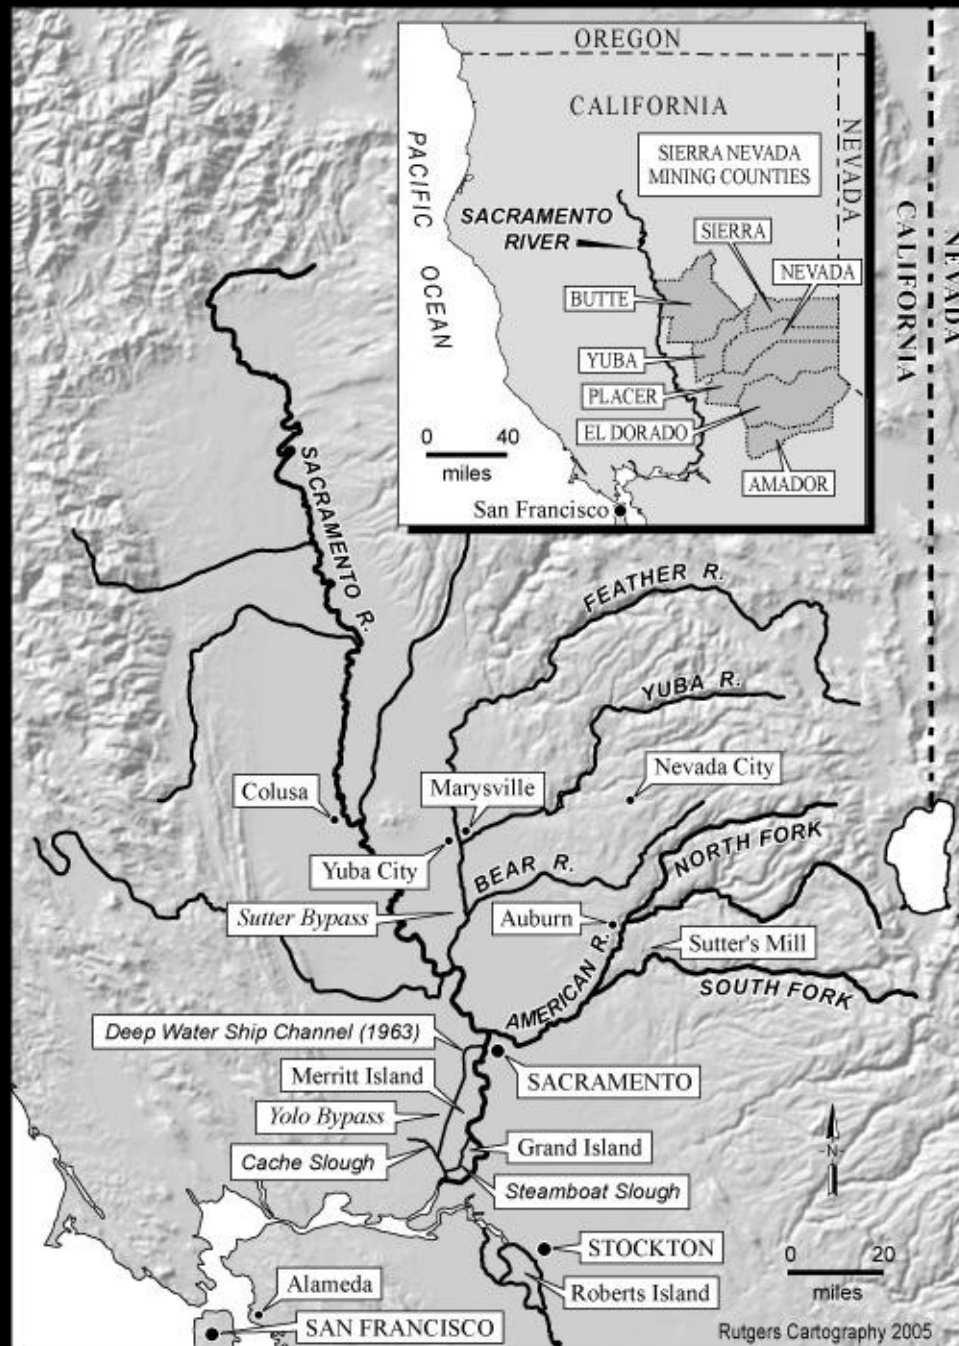 OREGON
CALIFORNIA
NEVADA
PACIFIC OCEAN
SIERRA NEVADA
MINING COUNTIES
SACRAMENTO
RIVER
SIERRA
NEVADA
BUTTE
YUBA
PLACER
EL DORADO
AMADOR
0 40
miles
San Francisco
CALIFORNIA
NEVADA
SACRAMENTO R.
FEATHER R.
YUBA R.
Nevada City
Colusa
Marysville
Yuba City
BEAR R.
NORTH FORK
Sutter Bypass
Auburn
Sutter's Mill
AMERICAN R.
SOUTH FORK
Deep Water Ship Channel (1963)
Merritt Island
SACRAMENTO
Yolo Bypass
Grand Island
Cache Slough
Steamboat Slough
-N-
STOCKTON
0 20
miles
Roberts Island
Alameda
SAN FRANCISCO
Rutgers Cartography 2005